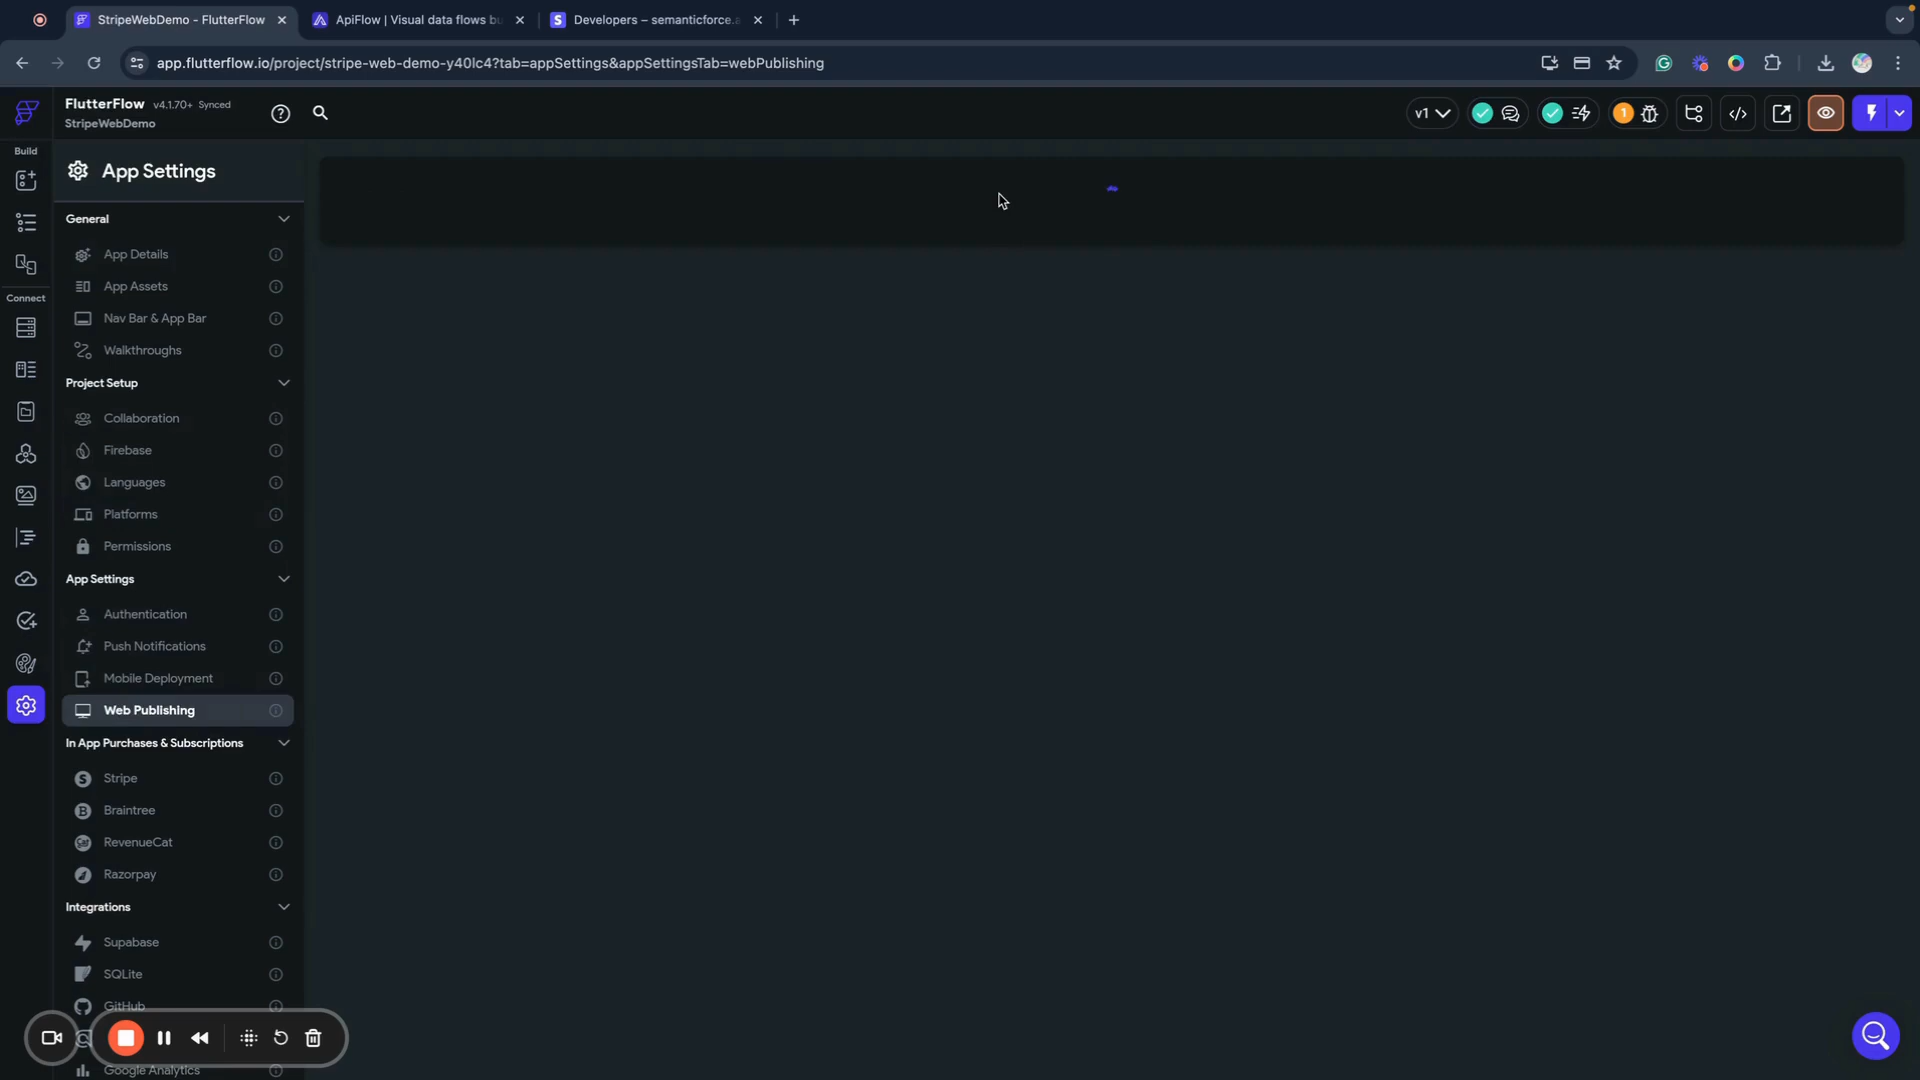 StripeWebDemo - FlutterFlow
ApiFlow | Visual data flows bu
Developers – semanticforce.a
app.flutterflow.io/project/stripe-web-demo-y40lc4?tab=appSettings&appSettingsTab=webPublishing
FlutterFlow v4.1.70+ Synced
StripeWebDemo
v1
1
Build
App Settings
General
App Details
App Assets
Nav Bar & App Bar
Connect
Walkthroughs
Project Setup
Collaboration
Firebase
Languages
Platforms
Permissions
App Settings
Authentication
Push Notifications
Mobile Deployment
Web Publishing
In App Purchases & Subscriptions
Stripe
Braintree
RevenueCat
Razorpay
Integrations
Supabase
SQLite
GitHub
Google Analytics